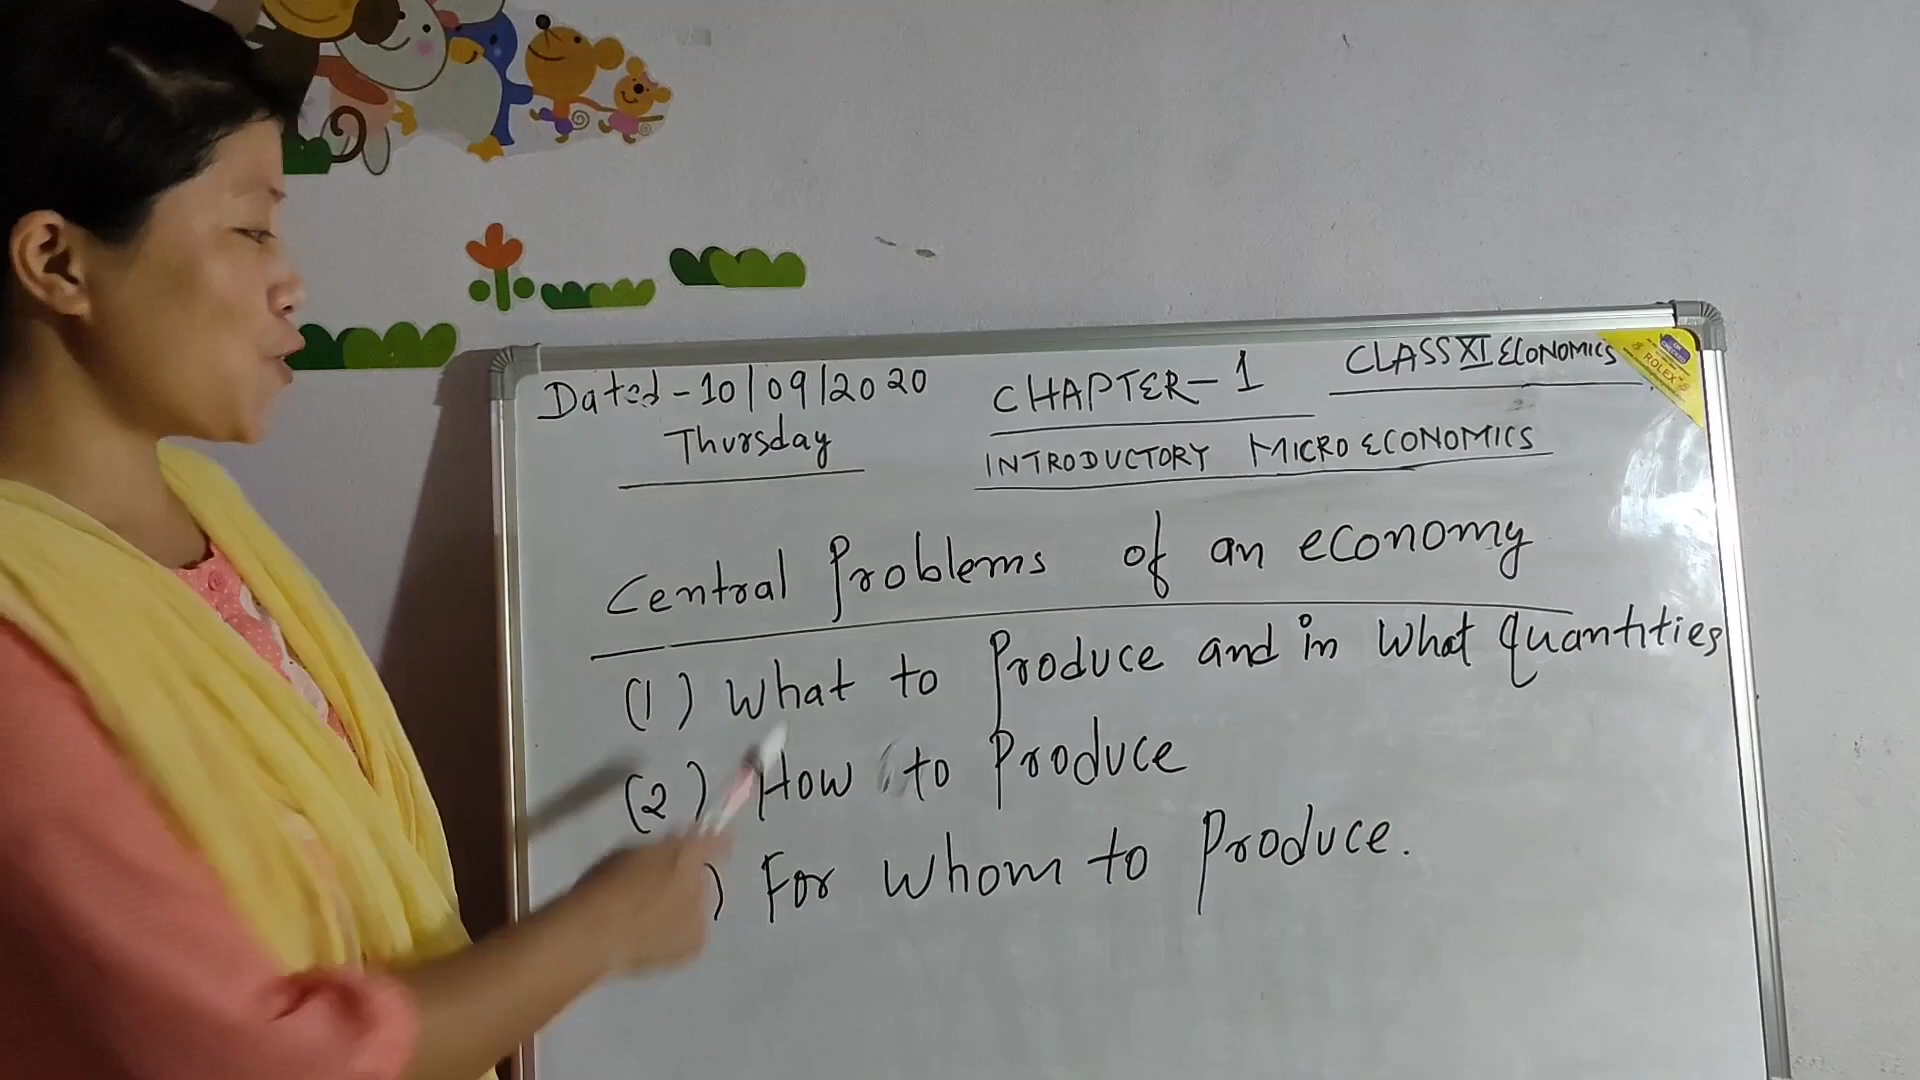 Dated-10/09/2020
Thursday
CHAPTER-1
CLASS XI ECONOMICS
INTRODUCTORY MICRO ECONOMICS
ROLEX
Central Problems of an economy
(1) What to Produce and in What quantities
(2) How to Produce
) For Whom to Produce.